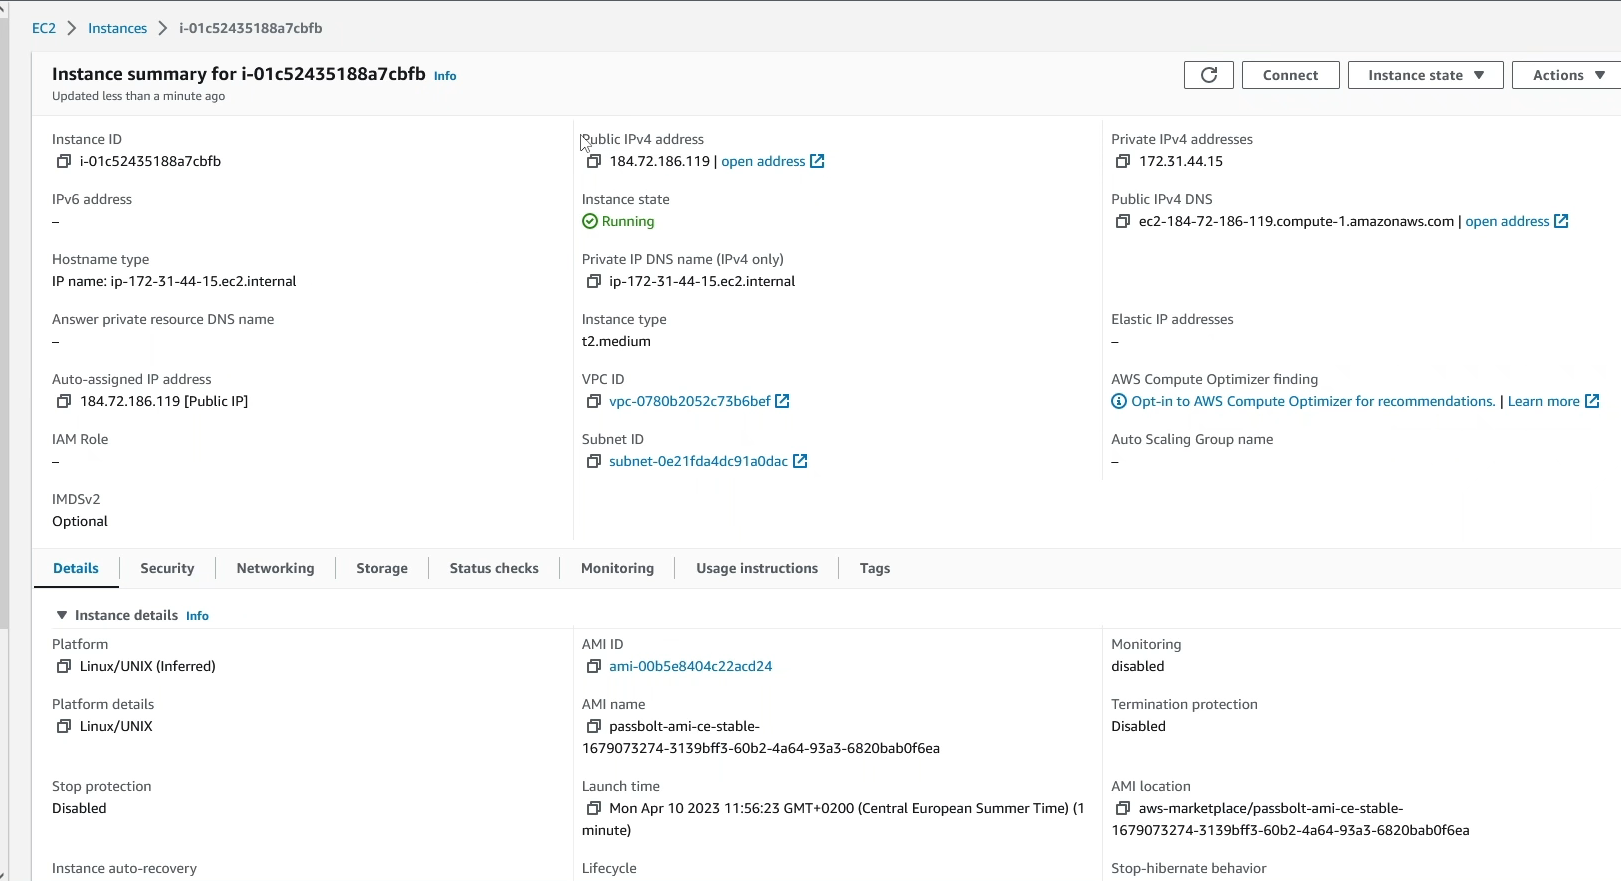 EC2 > Instances > i-01c52435188a7cbfb
Instance summary for i-01c52435188a7cbfb Info
Updated less than a minute ago
Connect
Instance state
Actions
Instance ID
i-01c52435188a7cbfb
Public IPv4 address
184.72.186.119 | open address
Private IPv4 addresses
172.31.44.15
IPv6 address
–
Instance state
Running
Public IPv4 DNS
ec2-184-72-186-119.compute-1.amazonaws.com | open address
Hostname type
IP name: ip-172-31-44-15.ec2.internal
Private IP DNS name (IPv4 only)
ip-172-31-44-15.ec2.internal
Answer private resource DNS name
–
Instance type
t2.medium
Elastic IP addresses
–
Auto-assigned IP address
184.72.186.119 [Public IP]
VPC ID
vpc-0780b2052c73b6bef
AWS Compute Optimizer finding
Opt-in to AWS Compute Optimizer for recommendations. | Learn more
IAM Role
–
Subnet ID
subnet-0e21fda4dc91a0dac
Auto Scaling Group name
–
IMDSv2
Optional
Details
Security
Networking
Storage
Status checks
Monitoring
Usage instructions
Tags
Instance details Info
Platform
Linux/UNIX (Inferred)
AMI ID
ami-00b5e8404c22acd24
Monitoring
disabled
Platform details
Linux/UNIX
AMI name
passbolt-ami-ce-stable-
1679073274-3139bff3-60b2-4a64-93a3-6820bab0f6ea
Termination protection
Disabled
Stop protection
Disabled
Launch time
Mon Apr 10 2023 11:56:23 GMT+0200 (Central European Summer Time) (1
minute)
AMI location
aws-marketplace/passbolt-ami-ce-stable-
1679073274-3139bff3-60b2-4a64-93a3-6820bab0f6ea
Instance auto-recovery
Lifecycle
Stop-hibernate behavior